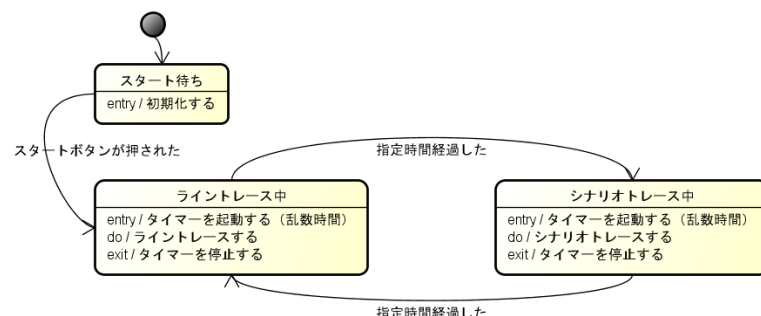 スタート待ち
entry / 初期化する
スタートボタンが押された
指定時間経過した
ライントレース中
entry / タイマーを起動する（乱数時間）
do / ライントレースする
exit / タイマーを停止する
シナリオトレース中
entry / タイマーを起動する（乱数時間）
do / シナリオトレースする
exit / タイマーを停止する
指定時間経過した